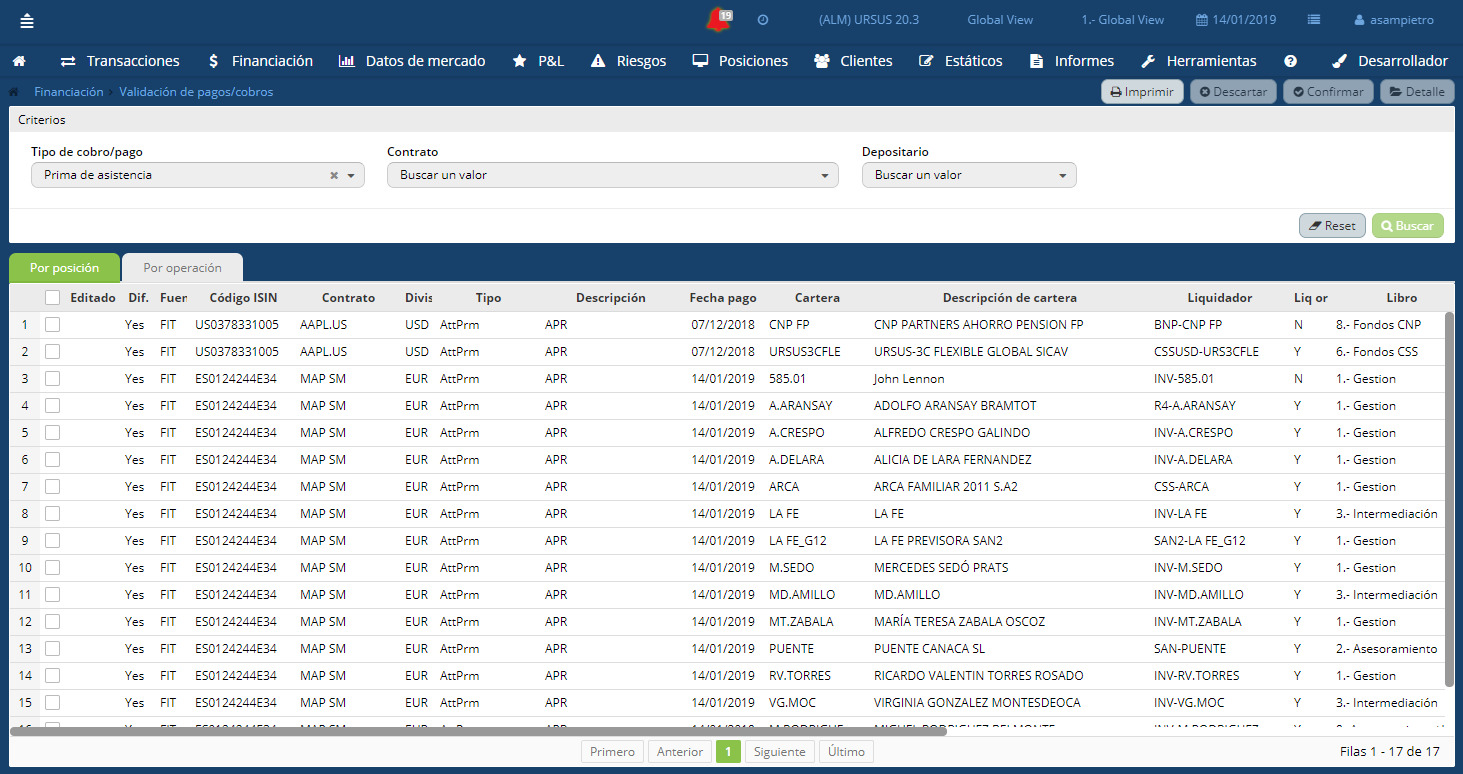 19 (ALM) URSUS 20.3 Global View 1.- Global View 14/01/2019 asampietro
Transacciones $ Financiación Datos de mercado P&L Riesgos Posiciones Clientes Estáticos Informes Herramientas ? Desarrollador
Financiación › Validación de pagos/cobros Imprimir Descartar Confirmar Detalle
Criterios
Tipo de cobro/pago Contrato Depositario
Prima de asistencia Buscar un valor Buscar un valor
Reset Buscar
Por posición Por operación
Editado Dif. Fuen Código ISIN Contrato Divis Tipo Descripción Fecha pago Cartera Descripción de cartera Liquidador Liq or Libro
1 Yes FIT US0378331005 AAPL.US USD AttPrm APR 07/12/2018 CNP FP CNP PARTNERS AHORRO PENSION FP BNP-CNP FP N 8.- Fondos CNP
2 Yes FIT US0378331005 AAPL.US USD AttPrm APR 07/12/2018 URSUS3CFLE URSUS-3C FLEXIBLE GLOBAL SICAV CSSUSD-URS3CFLE Y 6.- Fondos CSS
3 Yes FIT ES0124244E34 MAP SM EUR AttPrm APR 14/01/2019 585.01 John Lennon INV-585.01 N 1.- Gestion
4 Yes FIT ES0124244E34 MAP SM EUR AttPrm APR 14/01/2019 A.ARANSAY ADOLFO ARANSAY BRAMTOT R4-A.ARANSAY Y 1.- Gestion
5 Yes FIT ES0124244E34 MAP SM EUR AttPrm APR 14/01/2019 A.CRESPO ALFREDO CRESPO GALINDO INV-A.CRESPO Y 1.- Gestion
6 Yes FIT ES0124244E34 MAP SM EUR AttPrm APR 14/01/2019 A.DELARA ALICIA DE LARA FERNANDEZ INV-A.DELARA Y 1.- Gestion
7 Yes FIT ES0124244E34 MAP SM EUR AttPrm APR 14/01/2019 ARCA ARCA FAMILIAR 2011 S.A2 CSS-ARCA Y 1.- Gestion
8 Yes FIT ES0124244E34 MAP SM EUR AttPrm APR 14/01/2019 LA FE LA FE INV-LA FE Y 3.- Intermediación
9 Yes FIT ES0124244E34 MAP SM EUR AttPrm APR 14/01/2019 LA FE_G12 LA FE PREVISORA SAN2 SAN2-LA FE_G12 Y 1.- Gestion
10 Yes FIT ES0124244E34 MAP SM EUR AttPrm APR 14/01/2019 M.SEDO MERCEDES SEDÓ PRATS INV-M.SEDO Y 1.- Gestion
11 Yes FIT ES0124244E34 MAP SM EUR AttPrm APR 14/01/2019 MD.AMILLO MD.AMILLO INV-MD.AMILLO Y 3.- Intermediación
12 Yes FIT ES0124244E34 MAP SM EUR AttPrm APR 14/01/2019 MT.ZABALA MARÍA TERESA ZABALA OSCOZ INV-MT.ZABALA Y 1.- Gestion
13 Yes FIT ES0124244E34 MAP SM EUR AttPrm APR 14/01/2019 PUENTE PUENTE CANACA SL SAN-PUENTE Y 2.- Asesoramiento
14 Yes FIT ES0124244E34 MAP SM EUR AttPrm APR 14/01/2019 RV.TORRES RICARDO VALENTIN TORRES ROSADO INV-RV.TORRES Y 1.- Gestion
15 Yes FIT ES0124244E34 MAP SM EUR AttPrm APR 14/01/2019 VG.MOC VIRGINIA GONZALEZ MONTESDEOCA INV-VG.MOC Y 3.- Intermediación
Primero Anterior 1 Siguiente Último Filas 1 - 17 de 17